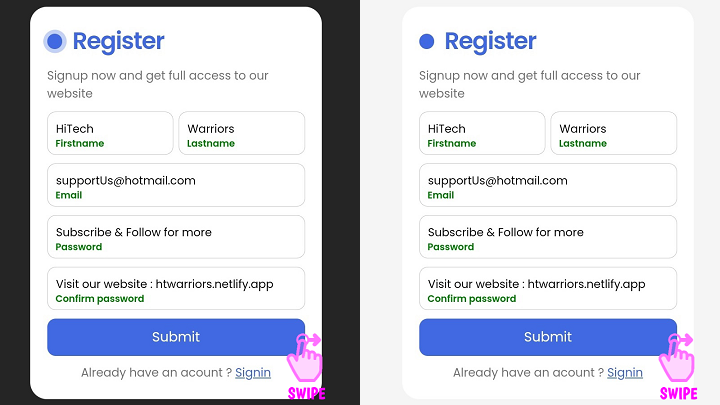 Register
Signup now and get full access to our
website
HiTech
Firstname
Warriors
Lastname
supportUs@hotmail.com
Email
Subscribe & Follow for more
Password
Visit our website : htwarriors.netlify.app
Confirm password
Submit
Already have an acount ? Signin
SWIPE
Register
Signup now and get full access to our
website
HiTech
Firstname
Warriors
Lastname
supportUs@hotmail.com
Email
Subscribe & Follow for more
Password
Visit our website : htwarriors.netlify.app
Confirm password
Submit
Already have an acount ? Signin
SWIPE